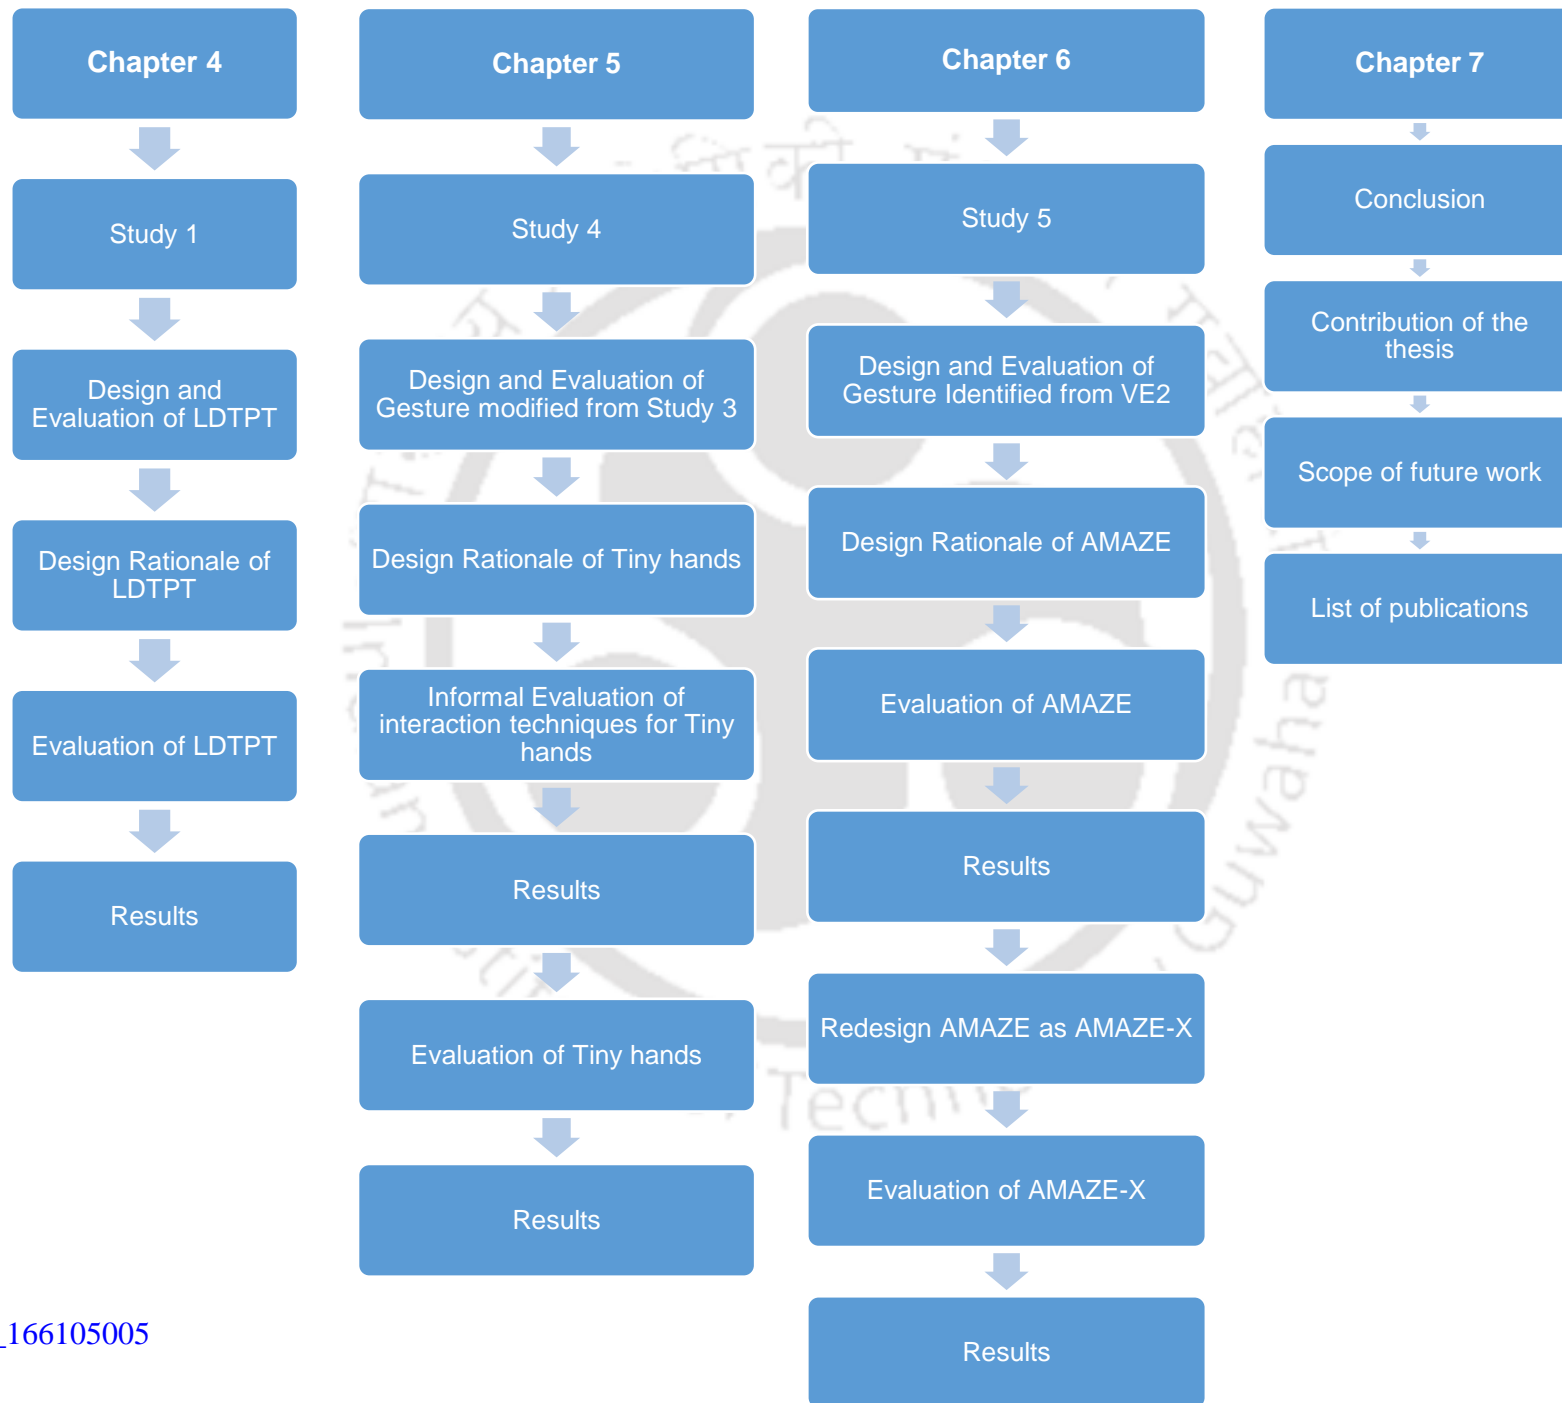 Chapter 4
Study 1
Design and
Evaluation of LDTPT
Design Rationale of
LDTPT
Evaluation of LDTPT
Results
Chapter 5
Study 4
Design and Evaluation of
Gesture modified from Study 3
Design Rationale of Tiny hands
Informal Evaluation of
interaction techniques for Tiny
hands
Results
Evaluation of Tiny hands
Results
Chapter 6
Study 5
Design and Evaluation of
Gesture Identified from VE2
Design Rationale of AMAZE
Evaluation of AMAZE
Results
Redesign AMAZE as AMAZE-X
Evaluation of AMAZE-X
Results
Chapter 7
Conclusion
Contribution of the
thesis
Scope of future work
List of publications
_166105005